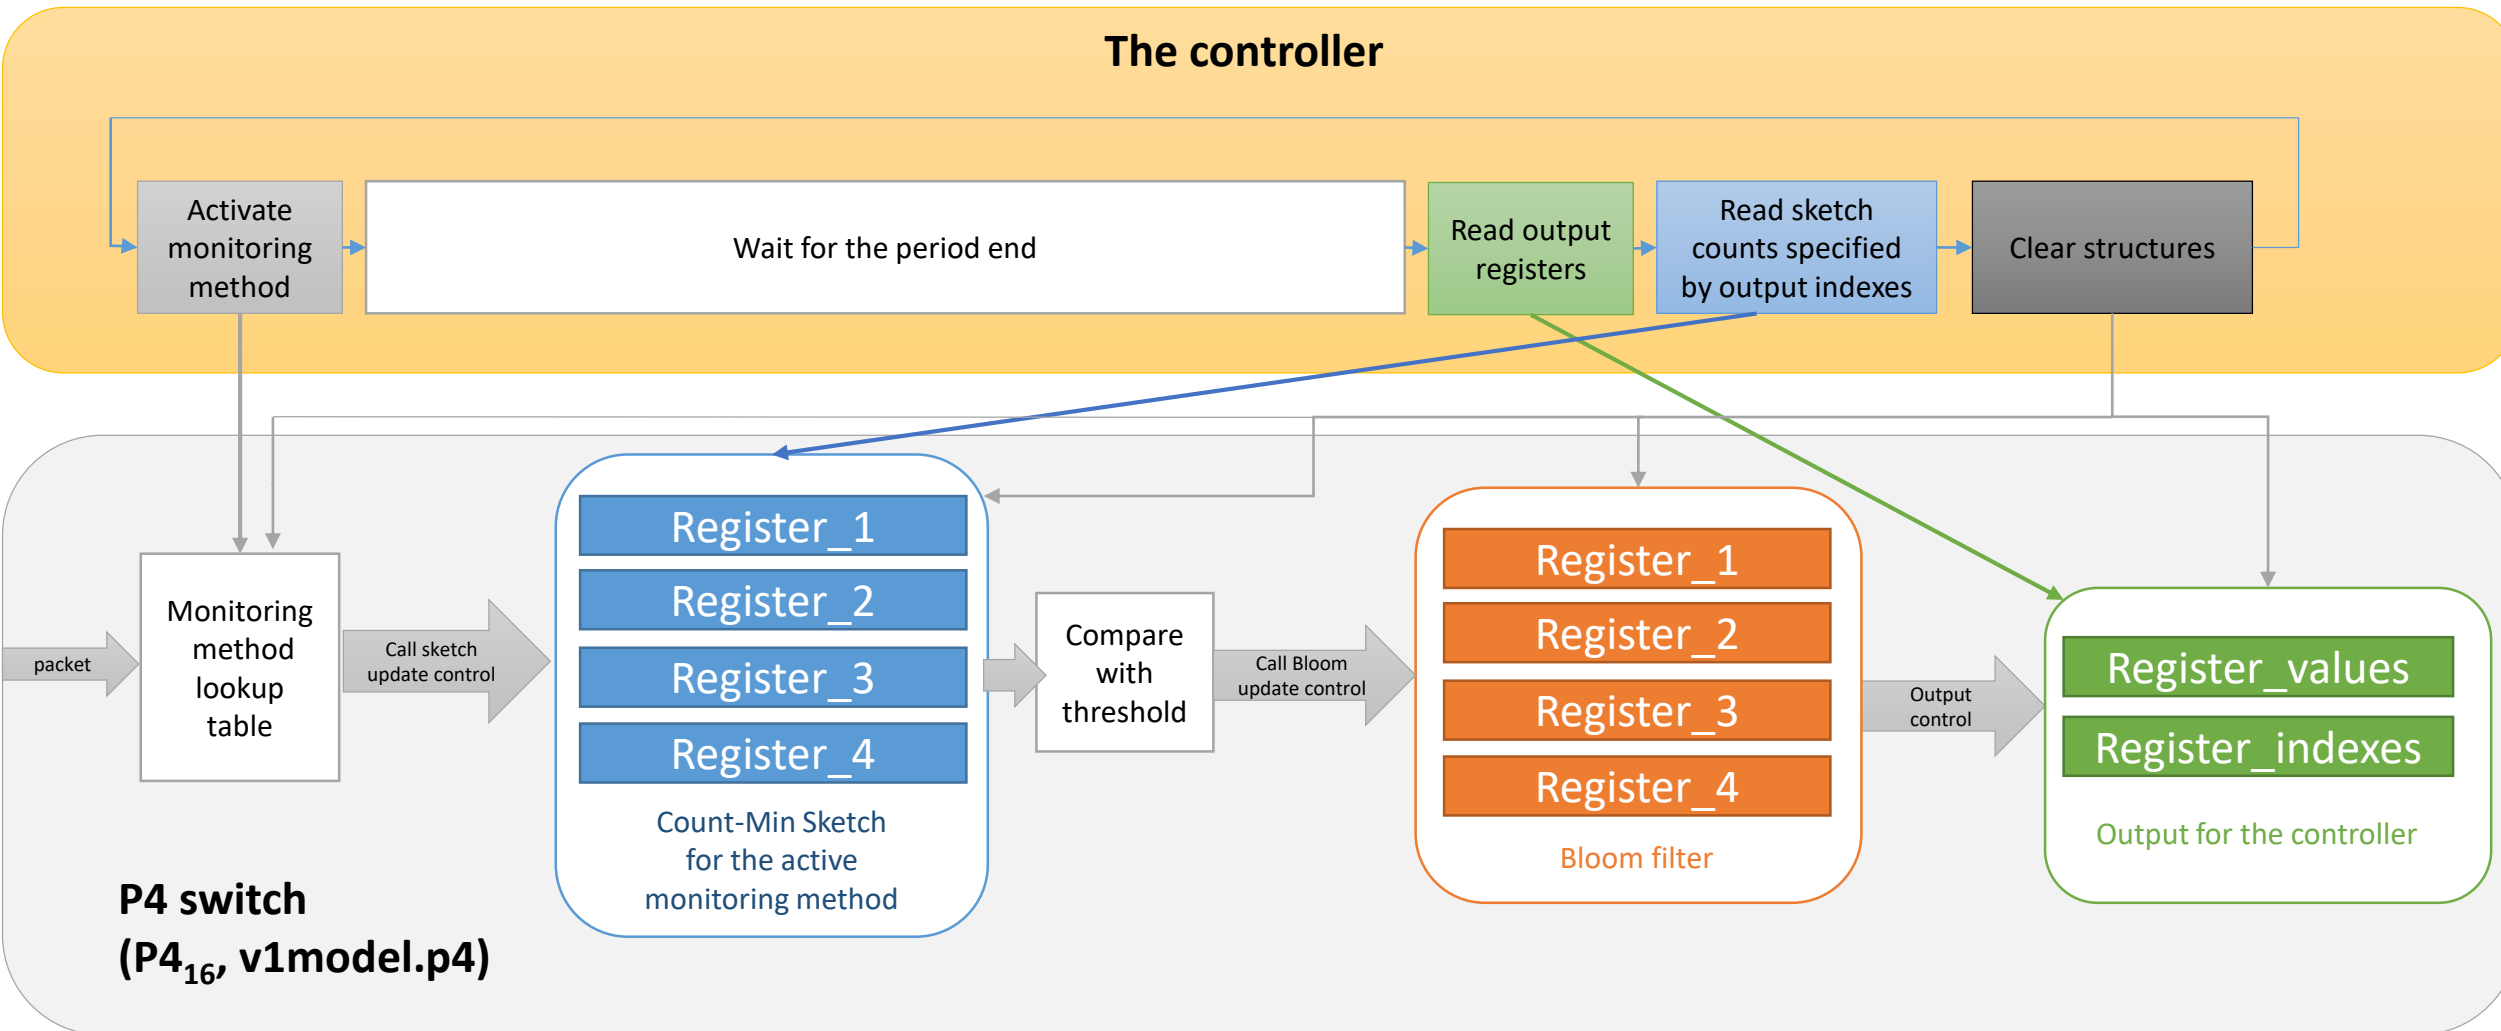 The controller
Activate
monitoring
method
Wait for the period end
Read output
registers
Read sketch
counts specified
by output indexes
Clear structures
packet
Monitoring
method
lookup
table
Call sketch
update control
Register_1
Register_2
Register_3
Register_4
Count-Min Sketch
for the active
monitoring method
Compare
with
threshold
Call Bloom
update control
Register_1
Register_2
Register_3
Register_4
Bloom filter
Output
control
Register_values
Register_indexes
Output for the controller
P4 switch
(P4₁₆, v1model.p4)